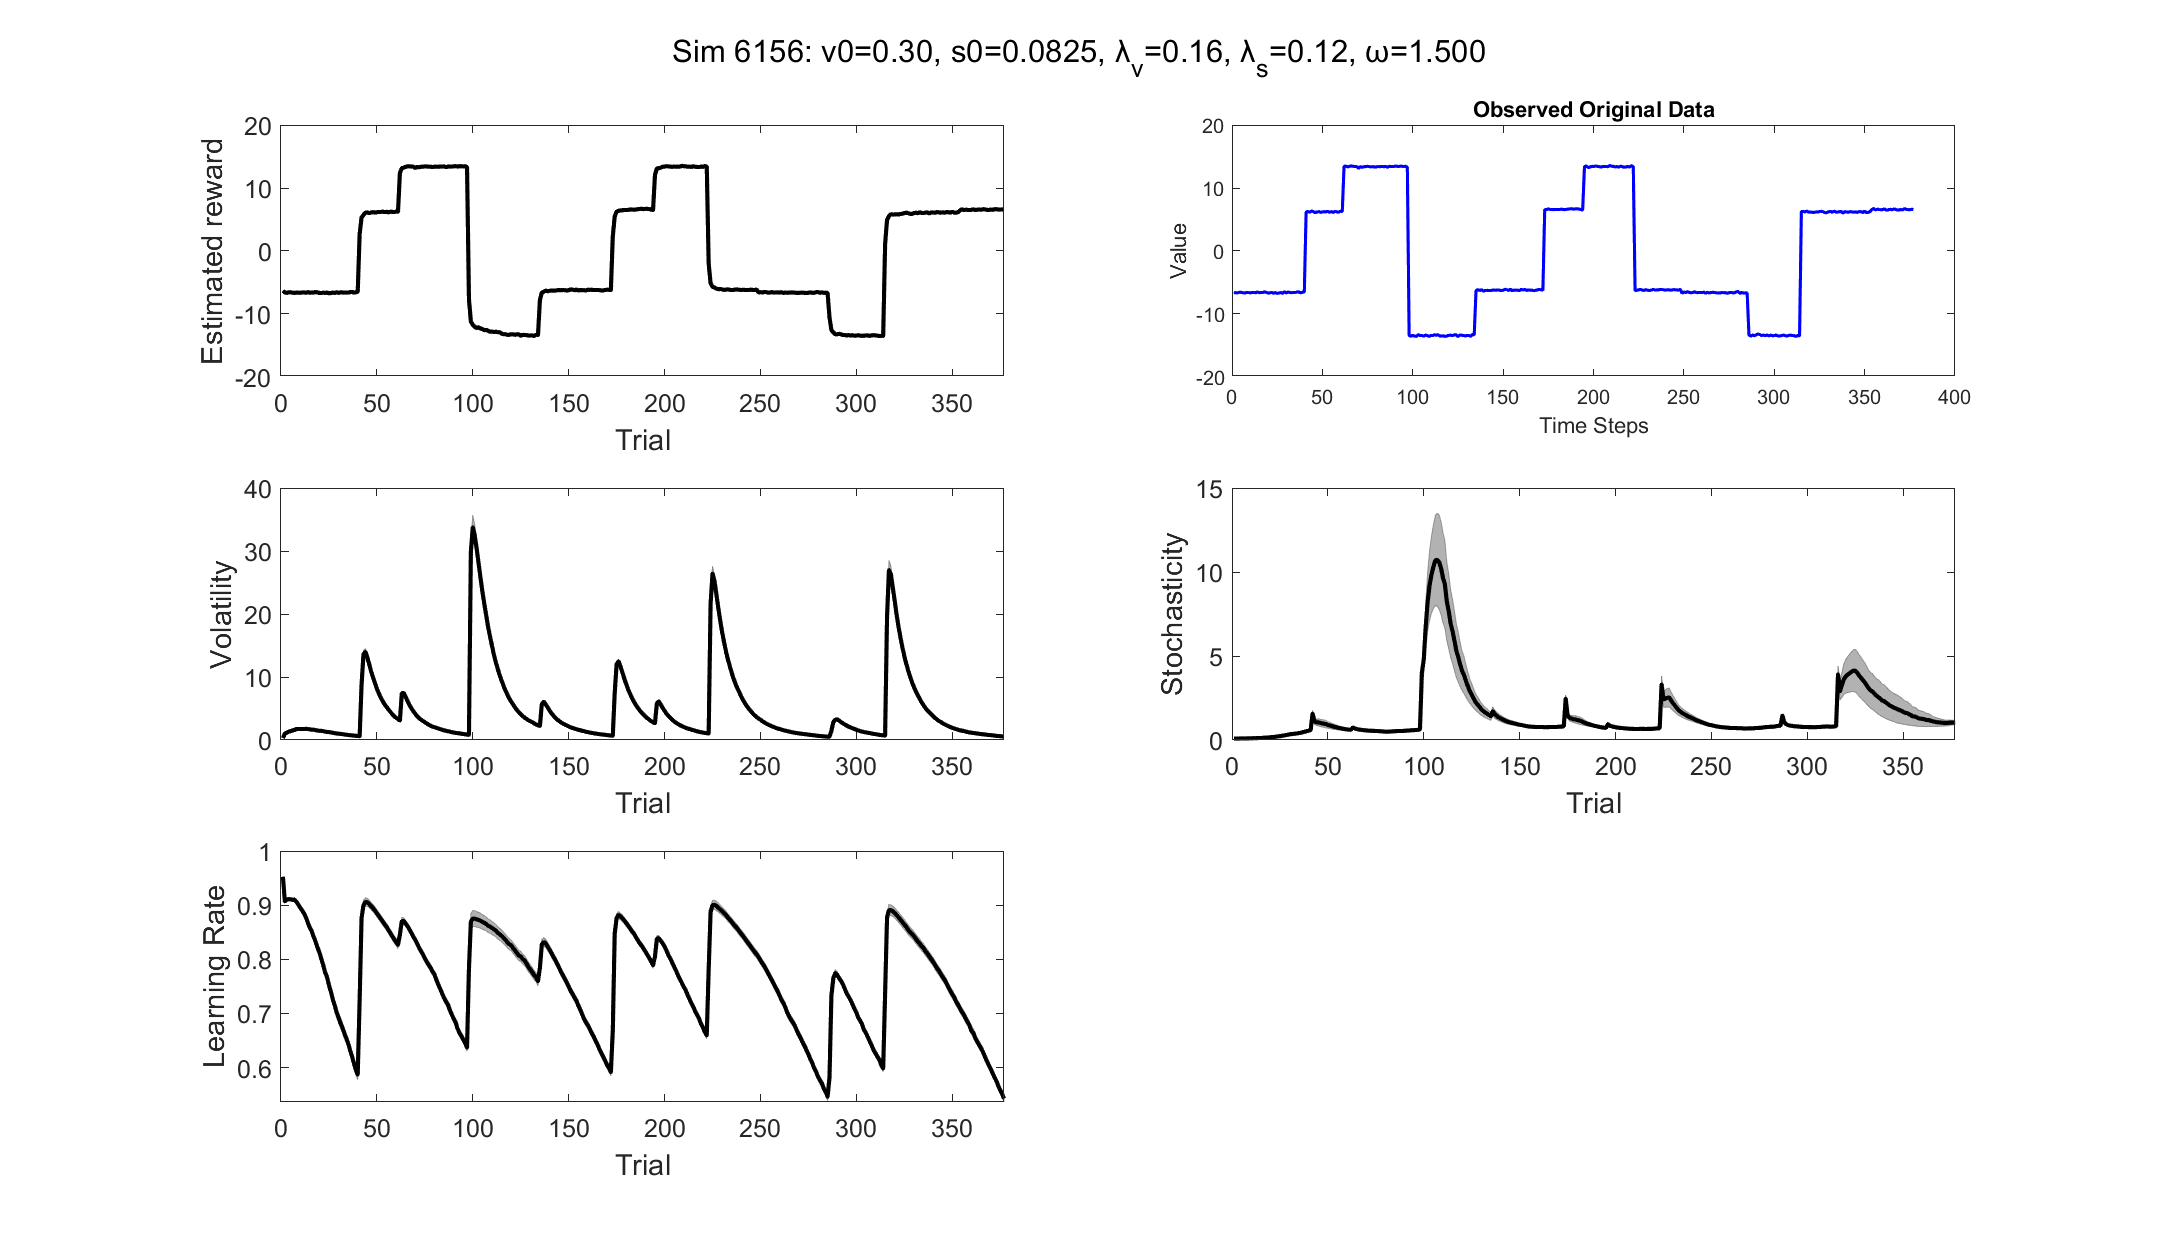 Sim 6156: v0=0.30, s0=0.0825, λ_v=0.16, λ_s=0.12, ω=1.500
Estimated reward
20
10
0
-10
-20
0 50 100 150 200 250 300 350
Trial
Observed Original Data
Value
20
10
0
-10
-20
0 50 100 150 200 250 300 350 400
Time Steps
Volatility
40
30
20
10
0
0 50 100 150 200 250 300 350
Trial
Stochasticity
15
10
5
0
0 50 100 150 200 250 300 350
Trial
Learning Rate
1
0.9
0.8
0.7
0.6
0 50 100 150 200 250 300 350
Trial